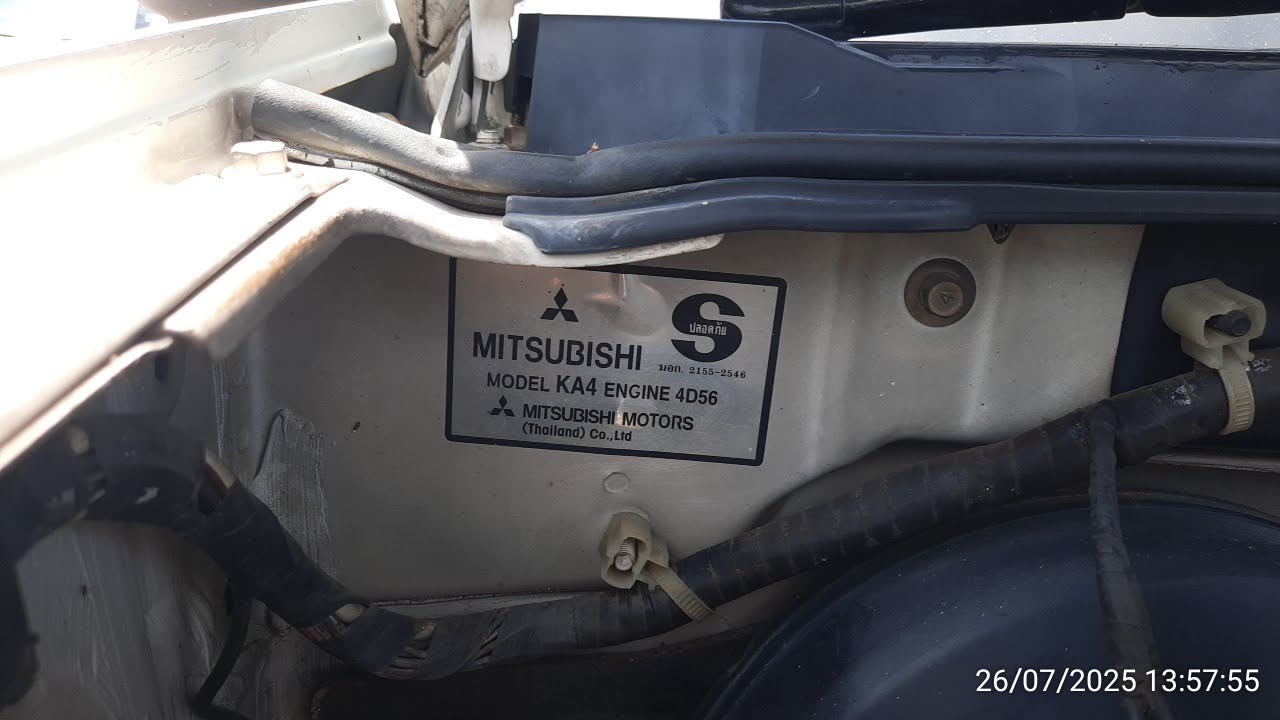 S
ปลอดภัย
มอก. 2155-2546
MITSUBISHI
MODEL KA4 ENGINE 4D56
MITSUBISHI MOTORS
(Thailand) Co.,Ltd
4
26/07/2025 13:57:55